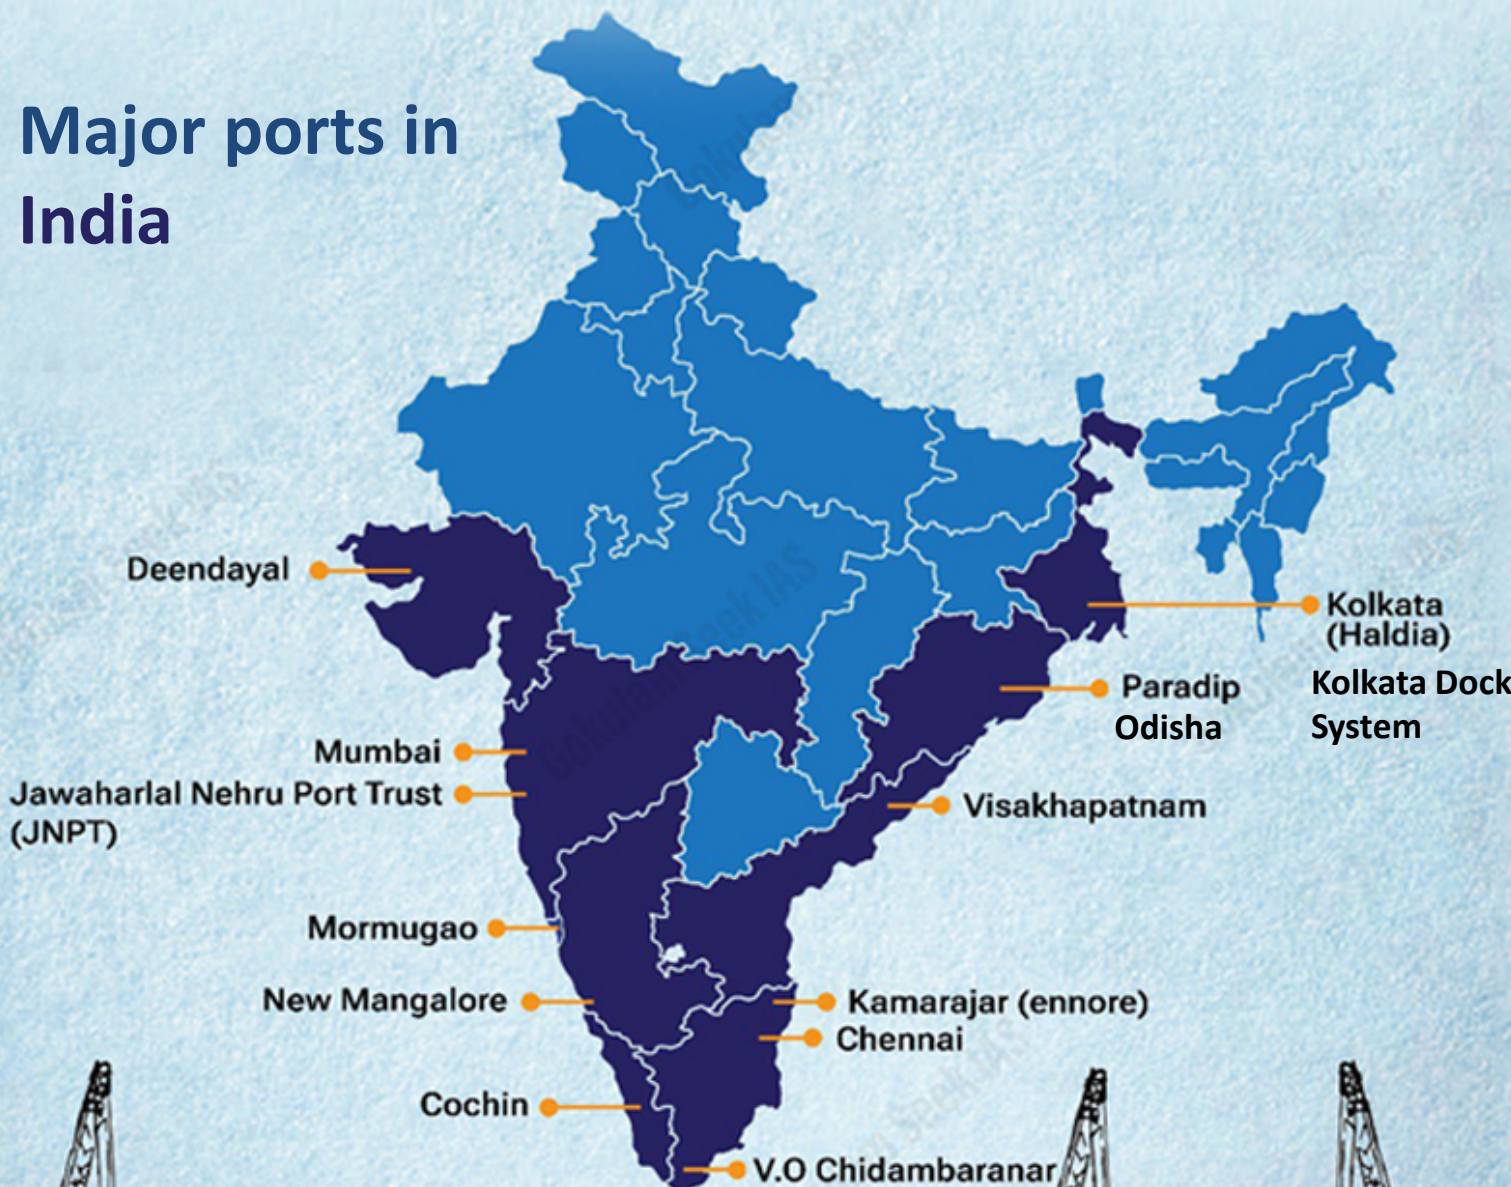 Major ports in
India
Deendayal
Kolkata
(Haldia)
Kolkata Dock
System
Paradip
Odisha
Mumbai
Jawaharlal Nehru Port Trust
(JNPT)
Visakhapatnam
Mormugao
New Mangalore
Kamarajar (ennore)
Chennai
Cochin
V.O Chidambaranar